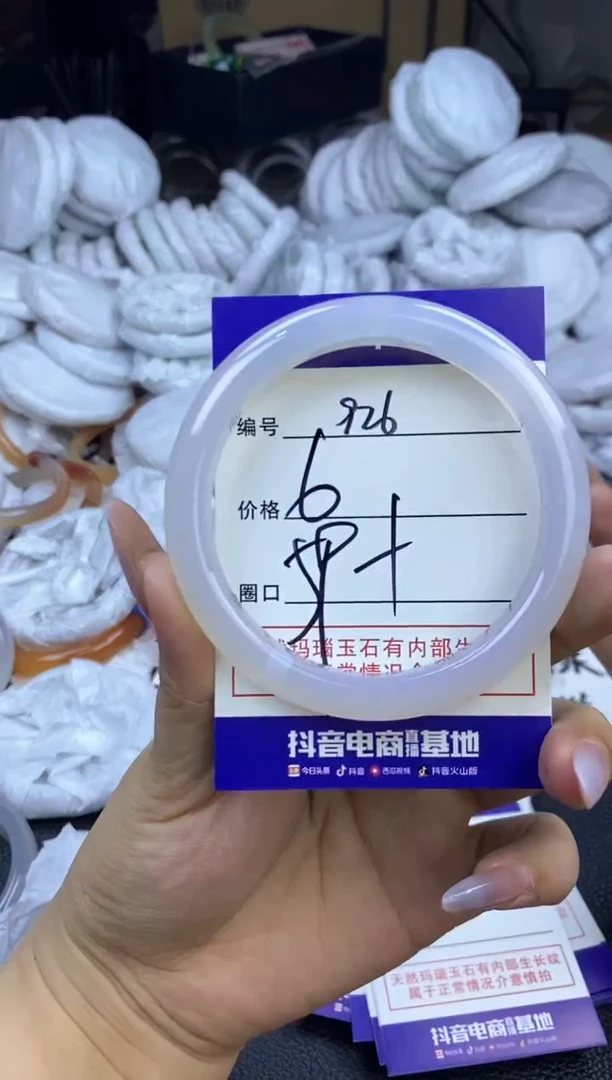 编号 926
价格 6
圈口
玛瑙玉石有内部生
常情况介
抖音电商直播基地
今日头条 抖音 西瓜视频 抖音火山版
天然玛瑙玉石有内部生长纹
属于正常情况介意慎拍
抖音电商直播基地